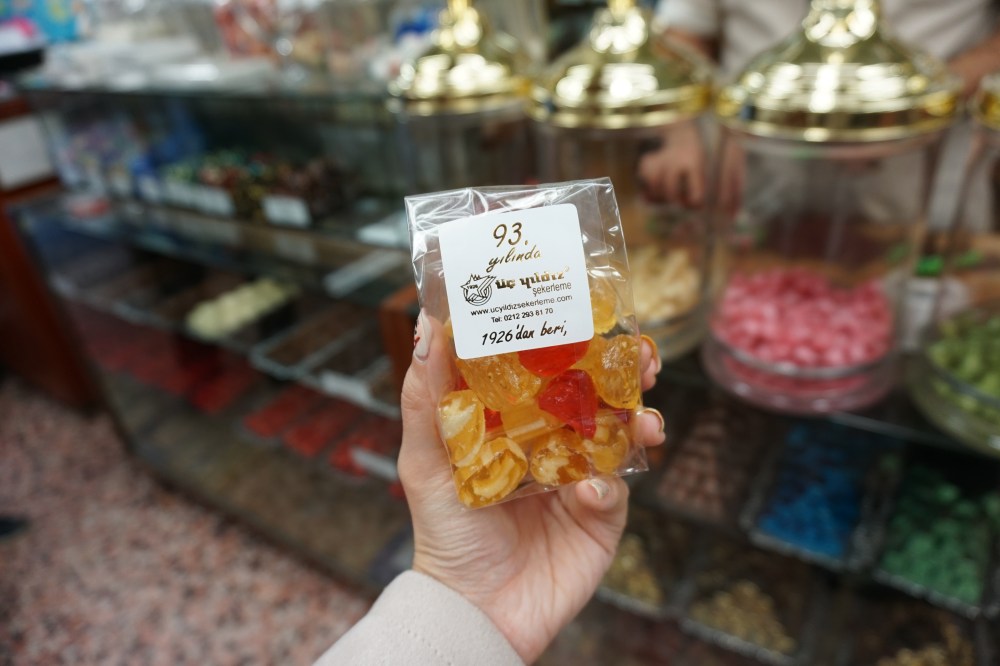 93.
yılında
üç yıldız
şekerleme
www.ucyildizsekerleme.com
Tel: 0212 293 81 70
1926'dan beri,